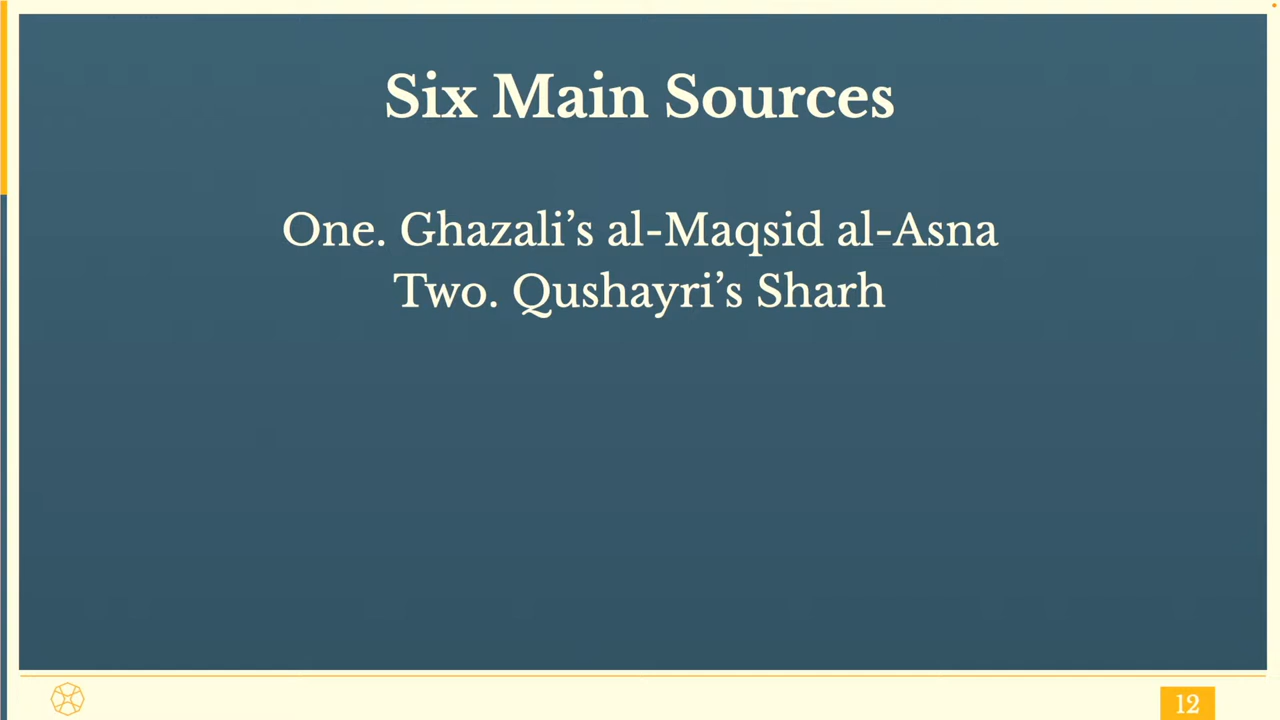 Six Main Sources
One. Ghazali’s al-Maqsid al-Asna
Two. Qushayri’s Sharh
12